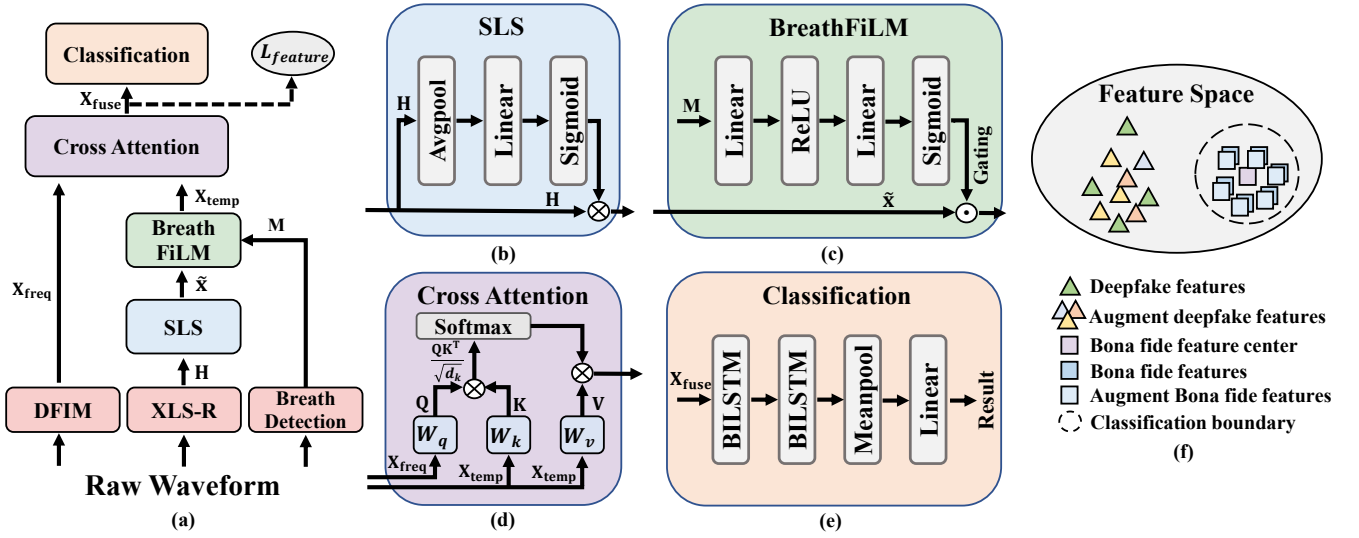 Classification
L_feature
X_fuse
Cross Attention
X_temp
Breath
FiLM
M
X_freq
x̃
SLS
H
DFIM
XLS-R
Breath
Detection
Raw Waveform
(a)
SLS
H
Avgpool
Linear
Sigmoid
H
(b)
BreathFiLM
M
Linear
ReLU
Linear
Sigmoid
Gating
x̃
(c)
Cross Attention
Softmax
QK^T
√d_k
Q
K
V
W_q
W_k
W_v
X_freq
X_temp
X_temp
(d)
Classification
X_fuse
BILSTM
BILSTM
Meanpool
Linear
Result
(e)
Feature Space
Deepfake features
Augment deepfake features
Bona fide feature center
Bona fide features
Augment Bona fide features
Classification boundary
(f)